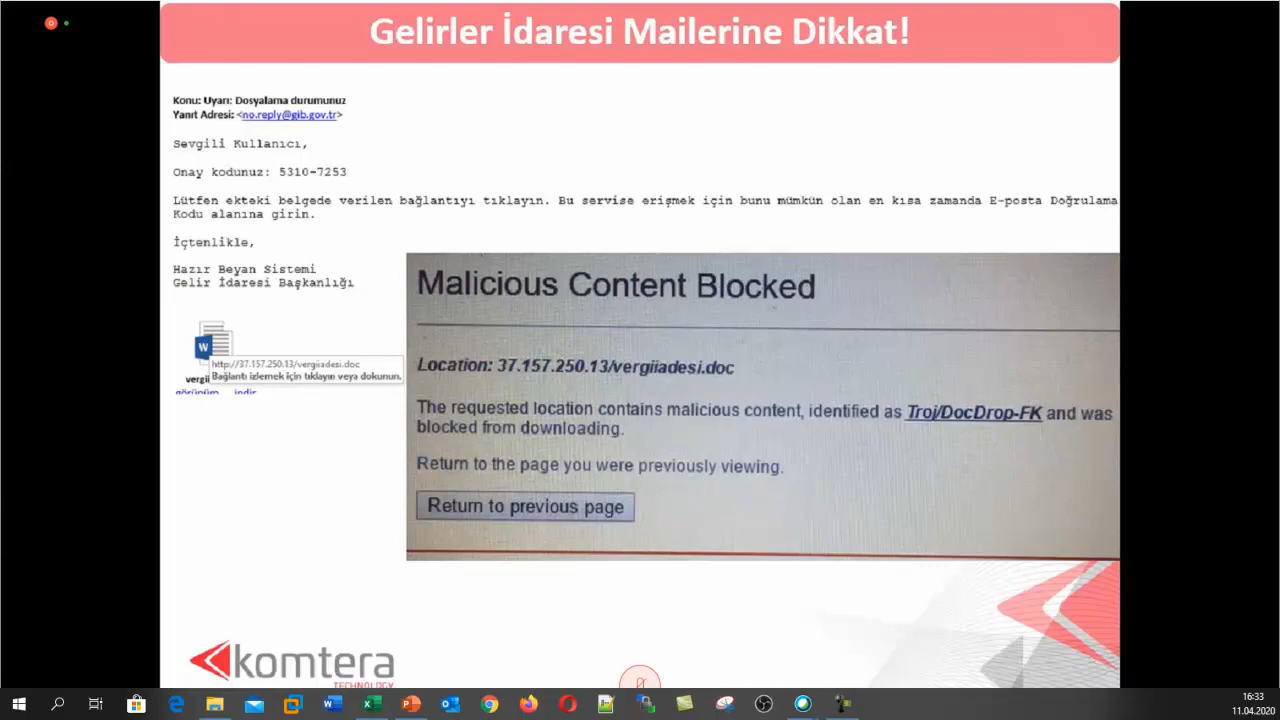 Gelirler İdaresi Mailerine Dikkat!
Konu: Uyarı: Dosyalama durumunuz
Yanıt Adresi: <no.reply@gib.gov.tr>
Sevgili Kullanıcı,
Onay kodunuz: 5310-7253
Lütfen ekteki belgede verilen bağlantıyı tıklayın. Bu servise erişmek için bunu mümkün olan en kısa zamanda E-posta Doğrulama
Kodu alanına girin.
İçtenlikle,
Hazır Beyan Sistemi
Gelir İdaresi Başkanlığı
W
http://37.157.250.13/vergiiadesi.doc
Bağlantı izlemek için tıklayın veya dokunun.
görünüm indir
Malicious Content Blocked
Location: 37.157.250.13/vergiiadesi.doc
The requested location contains malicious content, identified as Troj/DocDrop-FK and was
blocked from downloading.
Return to the page you were previously viewing.
Return to previous page
komtera
TECHNOLOGY
16:33
11.04.2020